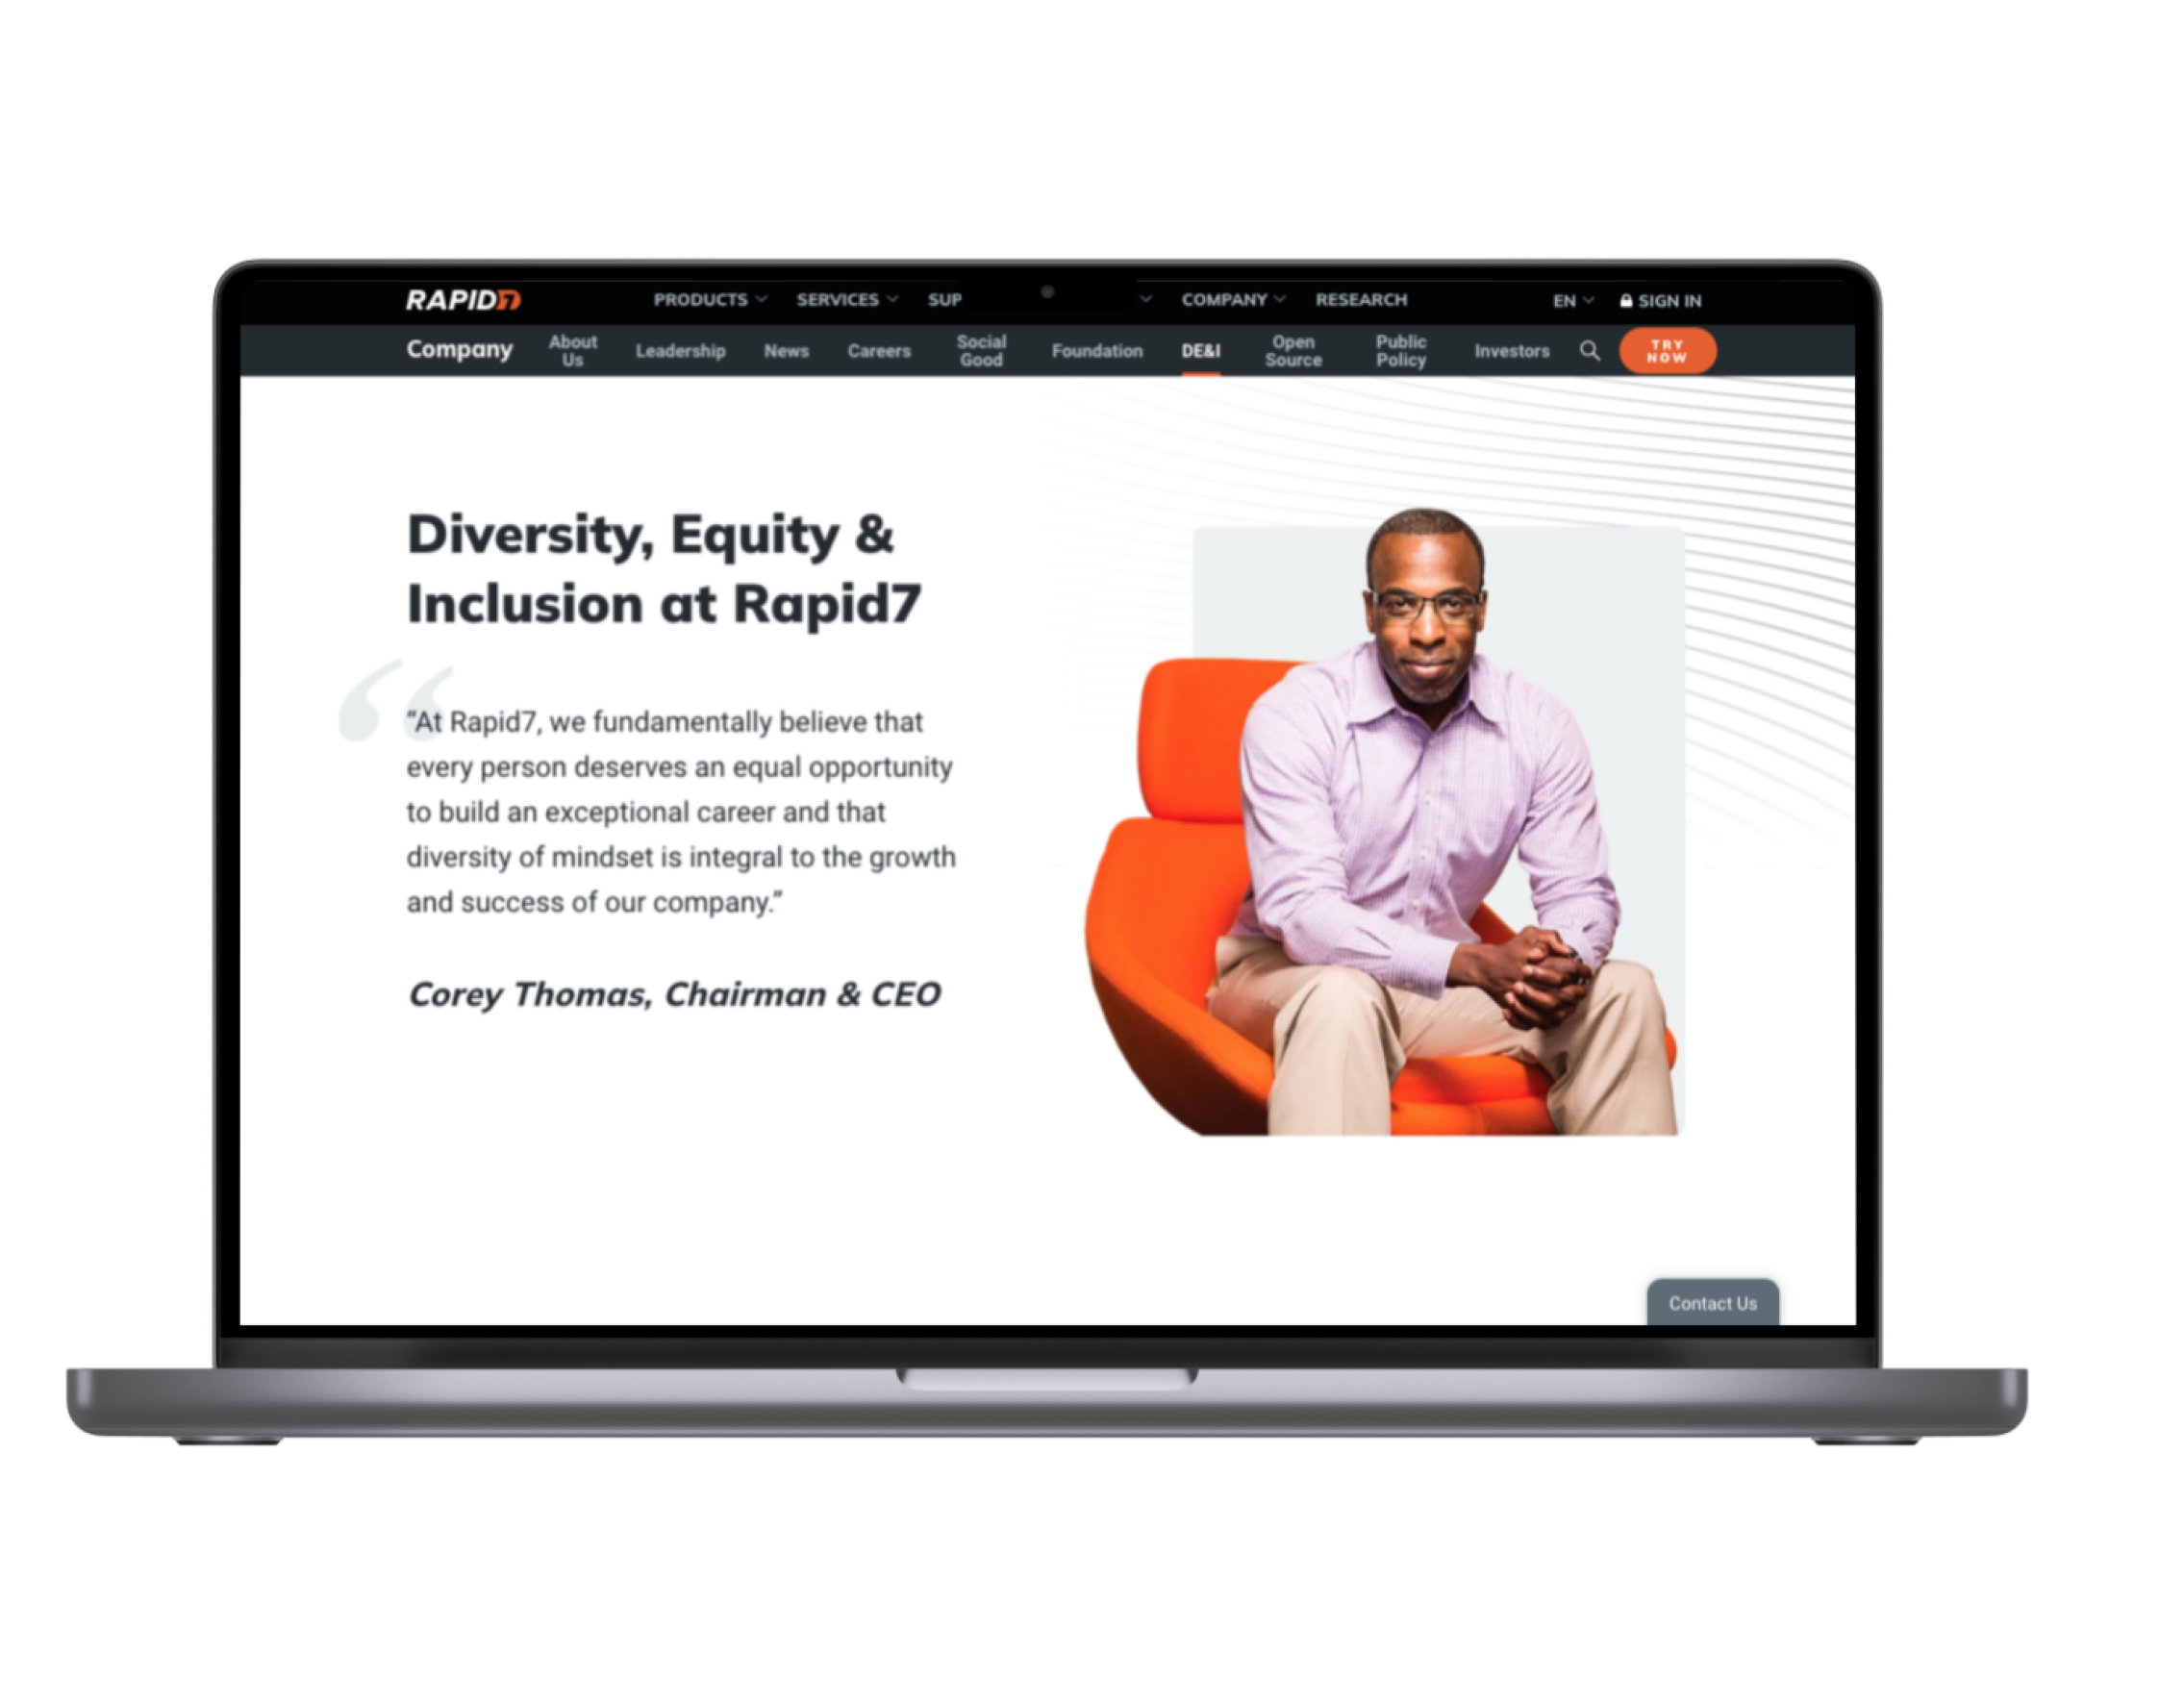 RAPID7
PRODUCTS SERVICES SUP COMPANY RESEARCH EN SIGN IN
Company
About
Us
Leadership
News
Careers
Social
Good
Foundation
DE&I
Open
Source
Public
Policy
Investors
TRY
NOW
Diversity, Equity &
Inclusion at Rapid7
“At Rapid7, we fundamentally believe that
every person deserves an equal opportunity
to build an exceptional career and that
diversity of mindset is integral to the growth
and success of our company.”
Corey Thomas, Chairman & CEO
Contact Us